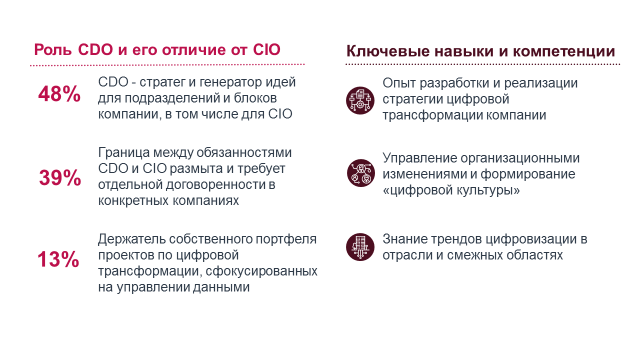 Роль CDO и его отличие от CIO
48%
CDO - стратег и генератор идей
для подразделений и блоков
компании, в том числе для CIO
39%
Граница между обязанностями
CDO и CIO размыта и требует
отдельной договоренности в
конкретных компаниях
13%
Держатель собственного портфеля
проектов по цифровой
трансформации, сфокусированных
на управлении данными
Ключевые навыки и компетенции
Опыт разработки и реализации
стратегии цифровой
трансформации компании
Управление организационными
изменениями и формирование
«цифровой культуры»
Знание трендов цифровизации в
отрасли и смежных областях